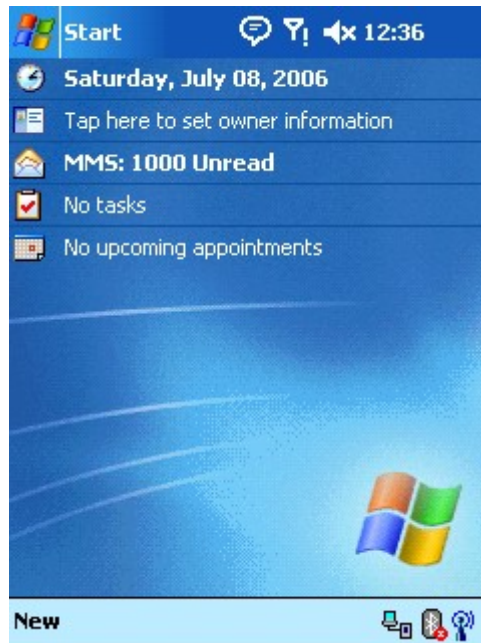 Start 12:36
Saturday, July 08, 2006
Tap here to set owner information
MMS: 1000 Unread
No tasks
No upcoming appointments
New